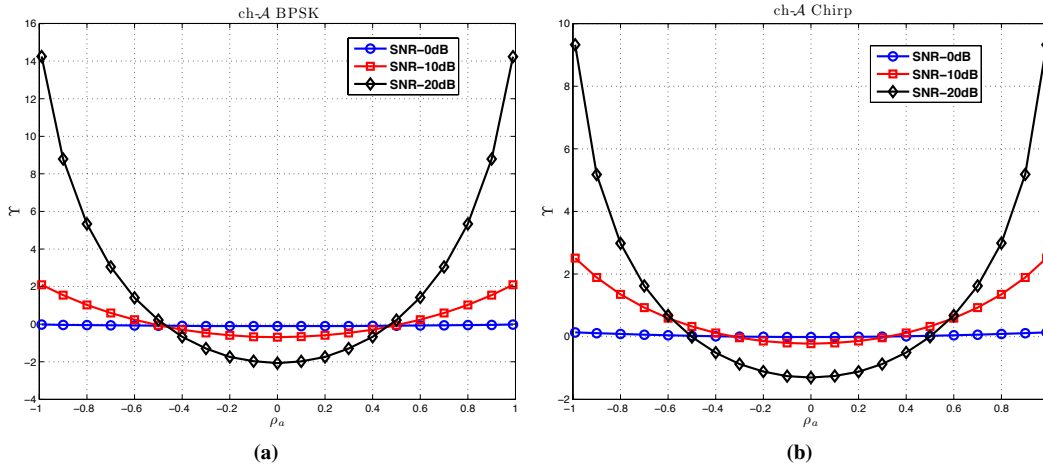 ch-𝒜 BPSK
16
14
12
10
8
6
4
2
0
−2
−4
ϒ
SNR−0dB
SNR−10dB
SNR−20dB
−1 −0.8 −0.6 −0.4 −0.2 0 0.2 0.4 0.6 0.8 1
ρa
(a)
ch-𝒜 Chirp
10
8
6
4
2
0
−2
ϒ
SNR−0dB
SNR−10dB
SNR−20dB
−1 −0.8 −0.6 −0.4 −0.2 0 0.2 0.4 0.6 0.8
ρa
(b)